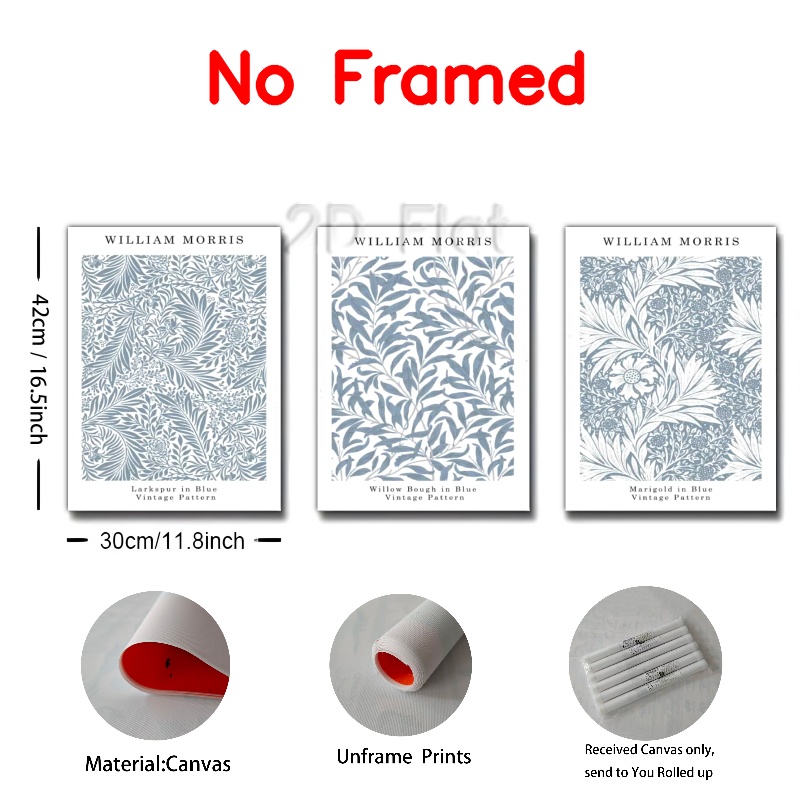 No Framed
2D Flat
WILLIAM MORRIS
WILLIAM MORRIS
WILLIAM MORRIS
42cm / 16.5inch
Larkspur in Blue
Vintage Pattern
Willow Bough in Blue
Vintage Pattern
Marigold in Blue
Vintage Pattern
30cm/11.8inch
Material:Canvas
Unframe Prints
Received Canvas only,
send to You Rolled up